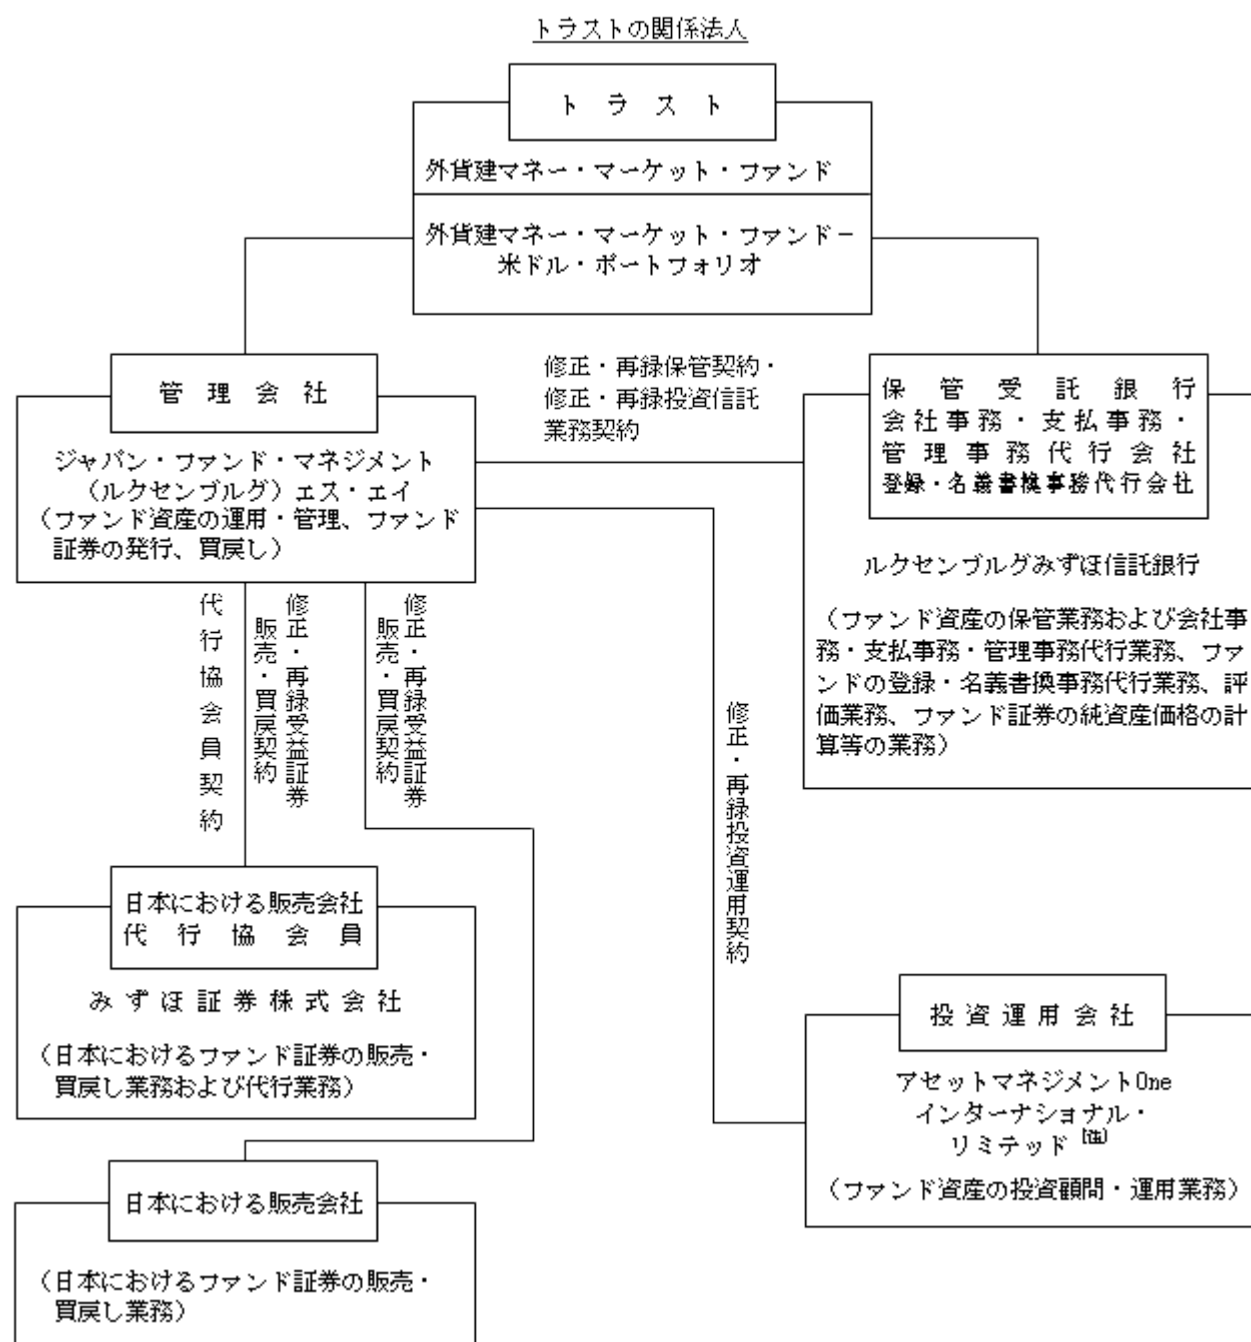 トラストの関係法人
トラスト
外貨建マネー・マーケット・ファンド
外貨建マネー・マーケット・ファンド－
米ドル・ポートフォリオ
管理会社
ジャパン・ファンド・マネジメント
（ルクセンブルグ）エス・エイ
（ファンド資産の運用・管理、ファンド
証券の発行、買戻し）
修正・再録保管契約・
修正・再録投資信託
業務契約
保管受託銀行
会社事務・支払事務・
管理事務代行会社
登録・名義書換事務代行会社
ルクセンブルグみずほ信託銀行
（ファンド資産の保管業務および会社事
務・支払事務・管理事務代行業務、ファ
ンドの登録・名義書換事務代行業務、評
価業務、ファンド証券の純資産価格の計
算等の業務）
代行協会員契約
修正・再録受益証券
販売・買戻契約
修正・再録受益証券
販売・買戻契約
修正・再録投資運用契約
日本における販売会社
代行協会員
みずほ証券株式会社
（日本におけるファンド証券の販売・
買戻し業務および代行業務）
投資運用会社
アセットマネジメントOne
インターナショナル・
リミテッド
（ファンド資産の投資顧問・運用業務）
日本における販売会社
（日本におけるファンド証券の販売・
買戻し業務）